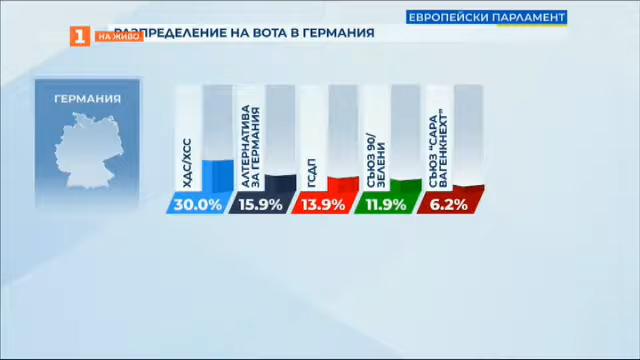 ЕВРОПЕЙСКИ ПАРЛАМЕНТ
1 НА ЖИВО
РАЗПРЕДЕЛЕНИЕ НА ВОТА В ГЕРМАНИЯ
ГЕРМАНИЯ
ХДС/ХСС
АЛТЕРНАТИВА
ЗА ГЕРМАНИЯ
ГСДП
СЪЮЗ 90/
ЗЕЛЕНИ
СЪЮЗ "САРА
ВАГЕНКНЕХТ"
30.0% 15.9% 13.9% 11.9% 6.2%